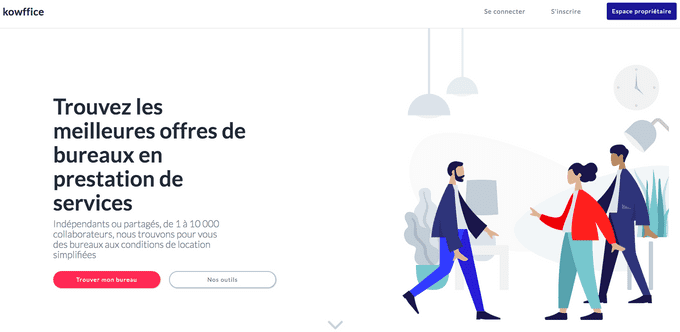 kowffice
Se connecter
S'inscrire
Espace propriétaire
Trouvez les
meilleures offres de
bureaux en
prestation de
services
Indépendants ou partagés, de 1 à 10 000
collaborateurs, nous trouvons pour vous
des bureaux aux conditions de location
simplifiées
Trouver mon bureau
Nos outils